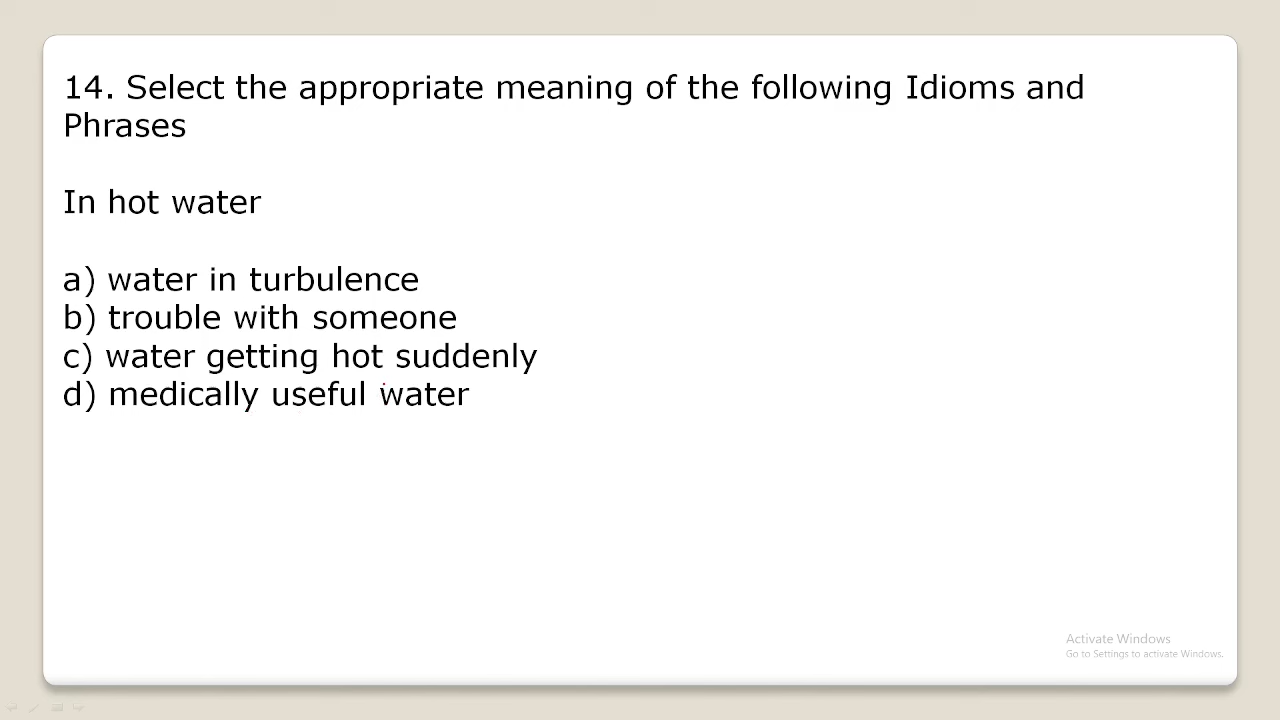 14. Select the appropriate meaning of the following Idioms and
Phrases
In hot water
a) water in turbulence
b) trouble with someone
c) water getting hot suddenly
d) medically useful water
Activate Windows
Go to Settings to activate Windows.